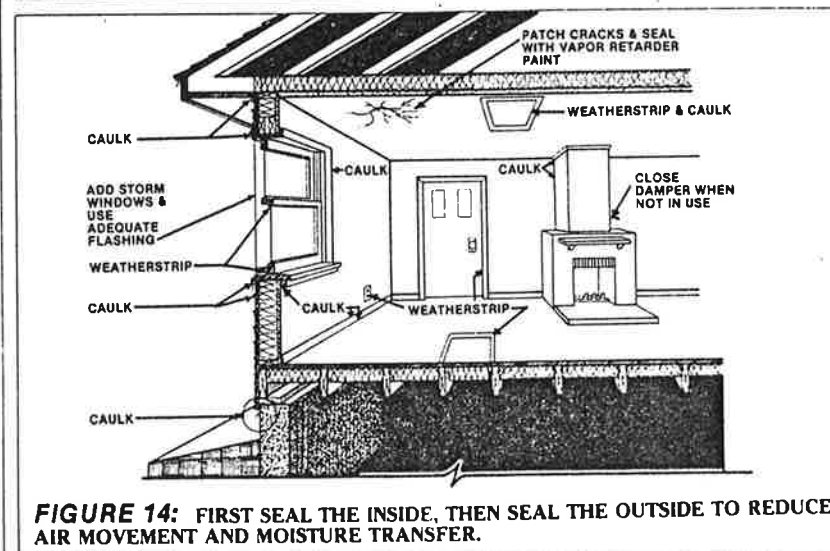 PATCH CRACKS & SEAL
WITH VAPOR RETARDER
PAINT
WEATHERSTRIP & CAULK
CAULK
CAULK
CAULK
CLOSE
DAMPER WHEN
NOT IN USE
ADD STORM
WINDOWS &
USE
ADEQUATE
FLASHING
WEATHERSTRIP
CAULK
CAULK
WEATHERSTRIP
CAULK
FIGURE 14: FIRST SEAL THE INSIDE, THEN SEAL THE OUTSIDE TO REDUCE
AIR MOVEMENT AND MOISTURE TRANSFER.